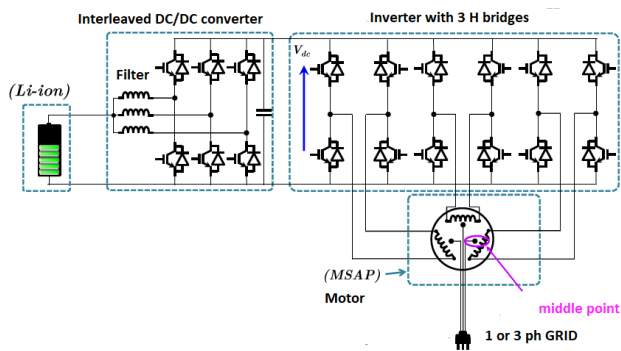 Interleaved DC/DC converter
Inverter with 3 H bridges
V_dc
Filter
(Li-ion)
(MSAP)
Motor
middle point
1 or 3 ph GRID